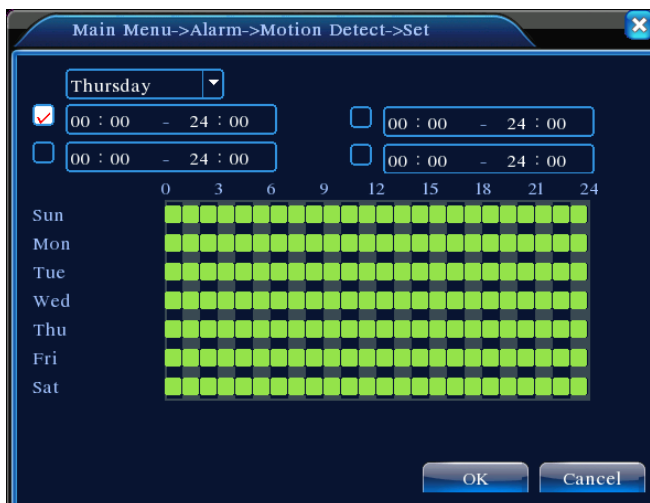 Main Menu->Alarm->Motion Detect->Set
Thursday
00 : 00 - 24 : 00 00 : 00 - 24 : 00
00 : 00 - 24 : 00 00 : 00 - 24 : 00
0 3 6 9 12 15 18 21 24
Sun
Mon
Tue
Wed
Thu
Fri
Sat
OK Cancel